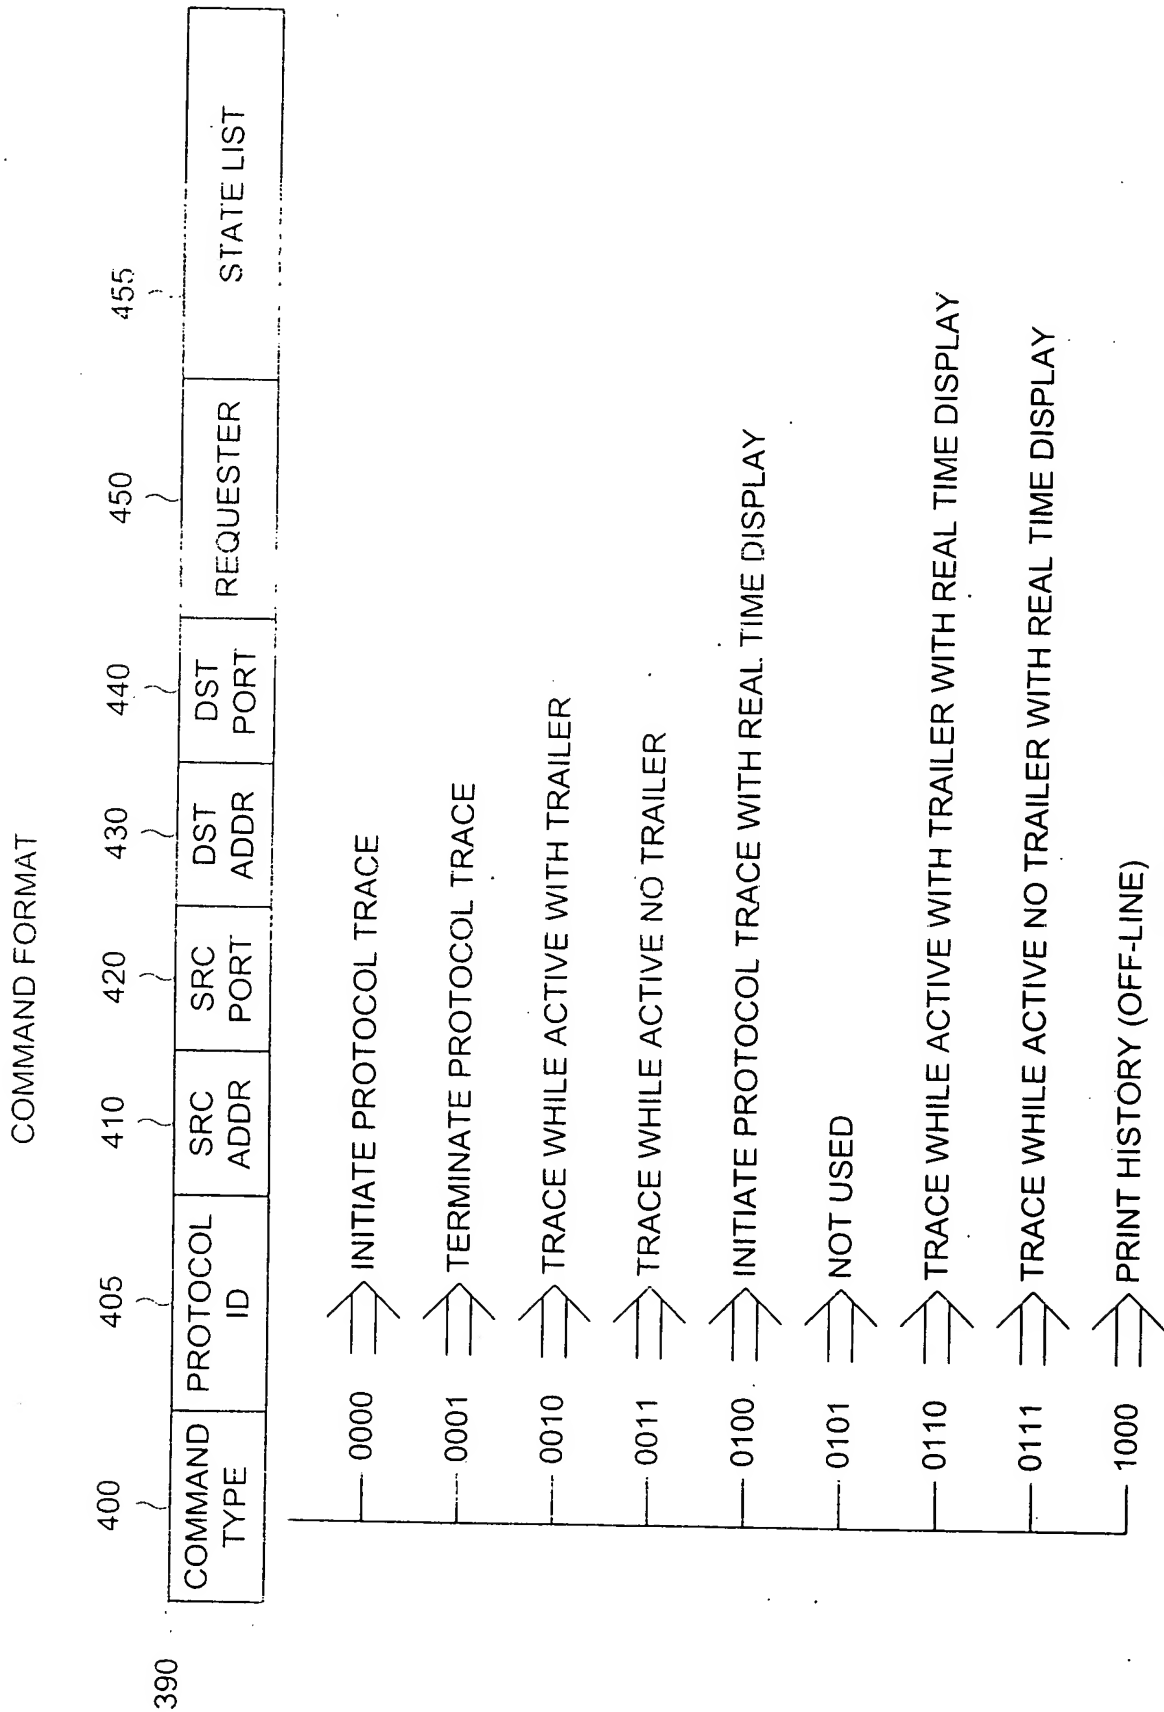 COMMAND FORMAT
390
400
405
410
420
430
440
450
455
COMMAND
TYPE
PROTOCOL
ID
SRC
ADDR
SRC
PORT
DST
ADDR
DST
PORT
REQUESTER
STATE LIST
0000 INITIATE PROTOCOL TRACE
0001 TERMINATE PROTOCOL TRACE
0010 TRACE WHILE ACTIVE WITH TRAILER
0011 TRACE WHILE ACTIVE NO TRAILER
0100 INITIATE PROTOCOL TRACE WITH REAL TIME DISPLAY
0101 NOT USED
0110 TRACE WHILE ACTIVE WITH TRAILER WITH REAL TIME DISPLAY
0111 TRACE WHILE ACTIVE NO TRAILER WITH REAL TIME DISPLAY
1000 PRINT HISTORY (OFF-LINE)